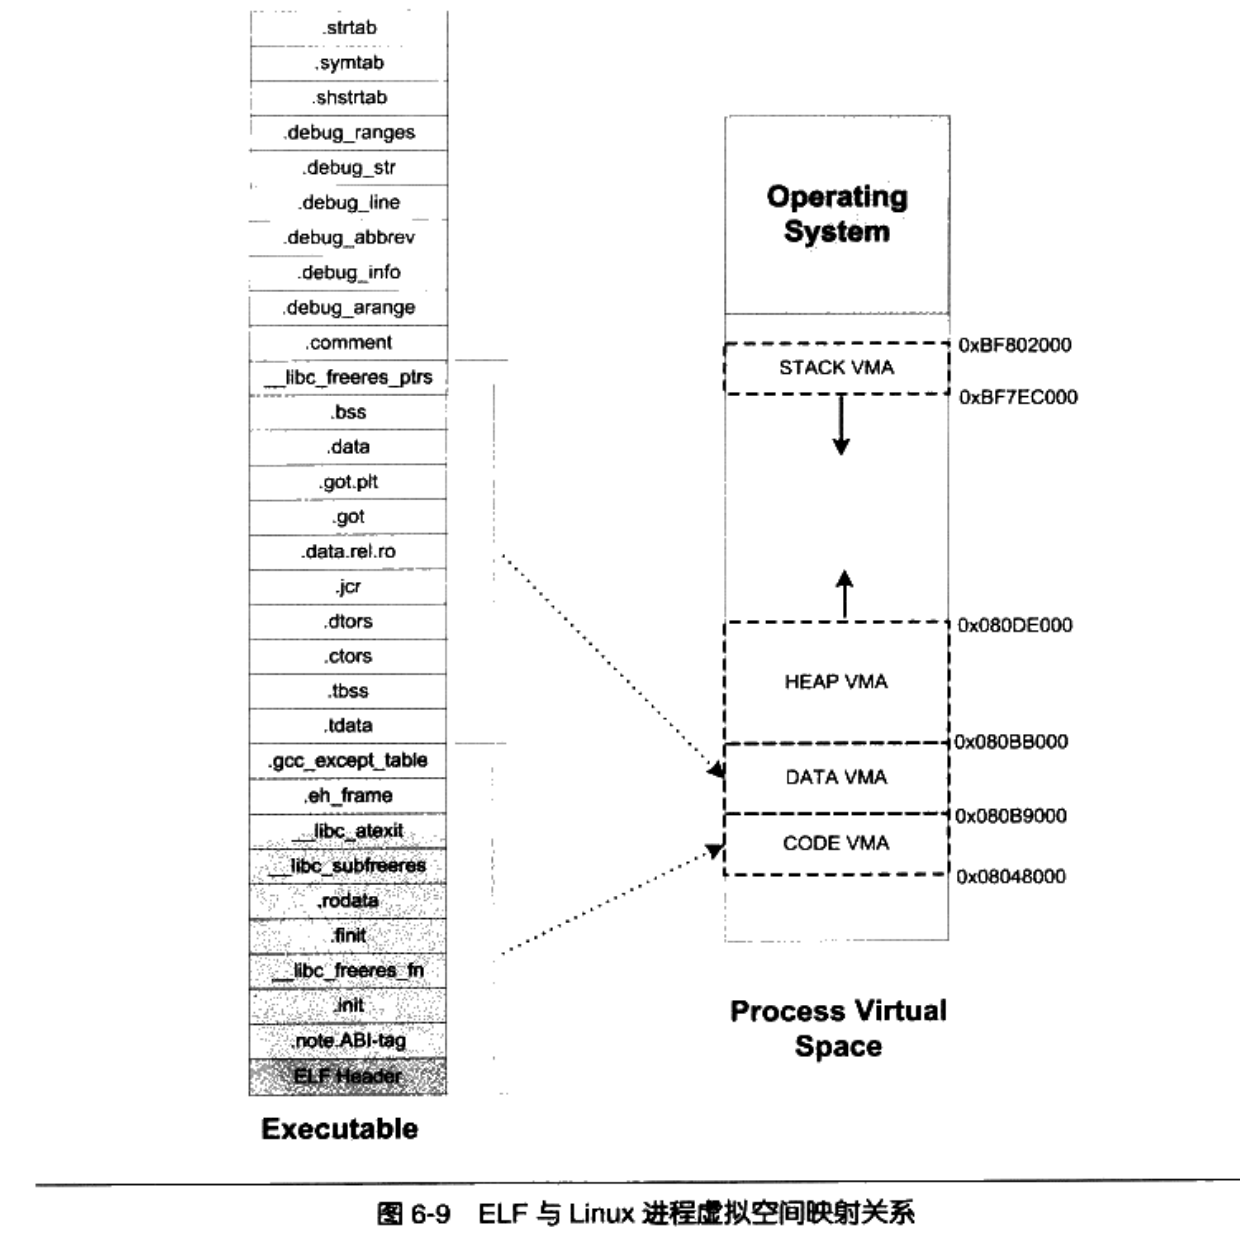 .strtab
.symtab
.shstrtab
.debug_ranges
.debug_str
.debug_line
.debug_abbrev
.debug_info
.debug_arange
.comment
__libc_freeres_ptrs
.bss
.data
.got.plt
.got
.data.rel.ro
.jcr
.dtors
.ctors
.tbss
.tdata
.gcc_except_table
.eh_frame
__libc_atexit
__libc_subfreeres
.rodata
.finit
__libc_freeres_fn
.init
.note.ABI-tag
ELF Header
Executable
Operating
System
0xBF802000
STACK VMA
0xBF7EC000
0x080DE000
HEAP VMA
0x080BB000
DATA VMA
0x080B9000
CODE VMA
0x08048000
Process Virtual
Space
图 6-9 ELF 与 Linux 进程虚拟空间映射关系